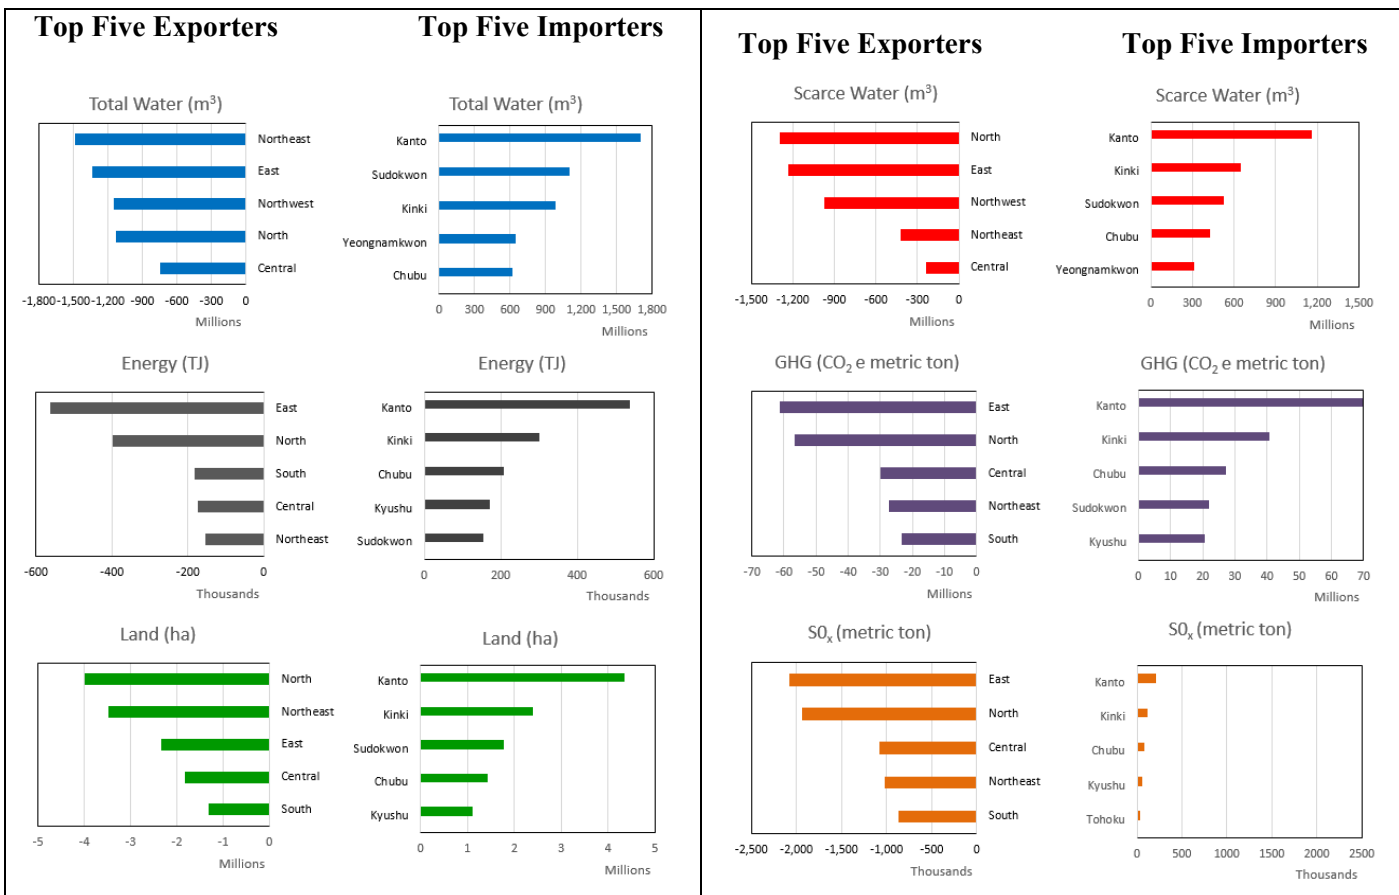 Top Five Exporters
Top Five Importers
Total Water (m³)
Northeast
East
Northwest
North
Central
-1,800 -1,500 -1,200 -900 -600 -300 0
Millions
Total Water (m³)
Kanto
Sudokwon
Kinki
Yeongnamkwon
Chubu
0 300 600 900 1,200 1,500 1,800
Millions
Energy (TJ)
East
North
South
Central
Northeast
-600 -400 -200 0
Thousands
Energy (TJ)
Kanto
Kinki
Chubu
Kyushu
Sudokwon
0 200 400 600
Thousands
Land (ha)
North
Northeast
East
Central
South
-5 -4 -3 -2 -1 0
Millions
Land (ha)
Kanto
Kinki
Sudokwon
Chubu
Kyushu
0 1 2 3 4 5
Millions
Top Five Exporters
Top Five Importers
Scarce Water (m³)
North
East
Northwest
Northeast
Central
-1,500 -1,200 -900 -600 -300 0
Millions
Scarce Water (m³)
Kanto
Kinki
Sudokwon
Chubu
Yeongnamkwon
0 300 600 900 1,200 1,500
Millions
GHG (CO₂ e metric ton)
East
North
Central
Northeast
South
-70 -60 -50 -40 -30 -20 -10 0
Millions
GHG (CO₂ e metric ton)
Kanto
Kinki
Chubu
Sudokwon
Kyushu
0 10 20 30 40 50 60 70
Millions
S0ₓ (metric ton)
East
North
Central
Northeast
South
-2,500 -2,000 -1,500 -1,000 -500 0
Thousands
S0ₓ (metric ton)
Kanto
Kinki
Chubu
Kyushu
Tohoku
0 500 1000 1500 2000 2500
Thousands